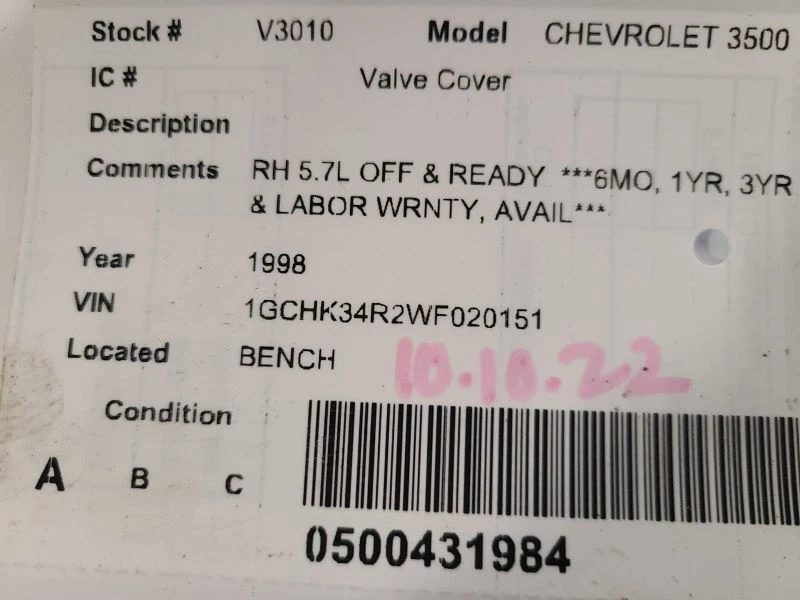 Stock # V3010 Model CHEVROLET 3500
IC # Valve Cover
Description
Comments RH 5.7L OFF & READY ***6MO, 1YR, 3YR
& LABOR WRNTY, AVAIL***
Year 1998
VIN 1GCHK34R2WF020151
Located BENCH 10.10.22
Condition
A B C
0500431984